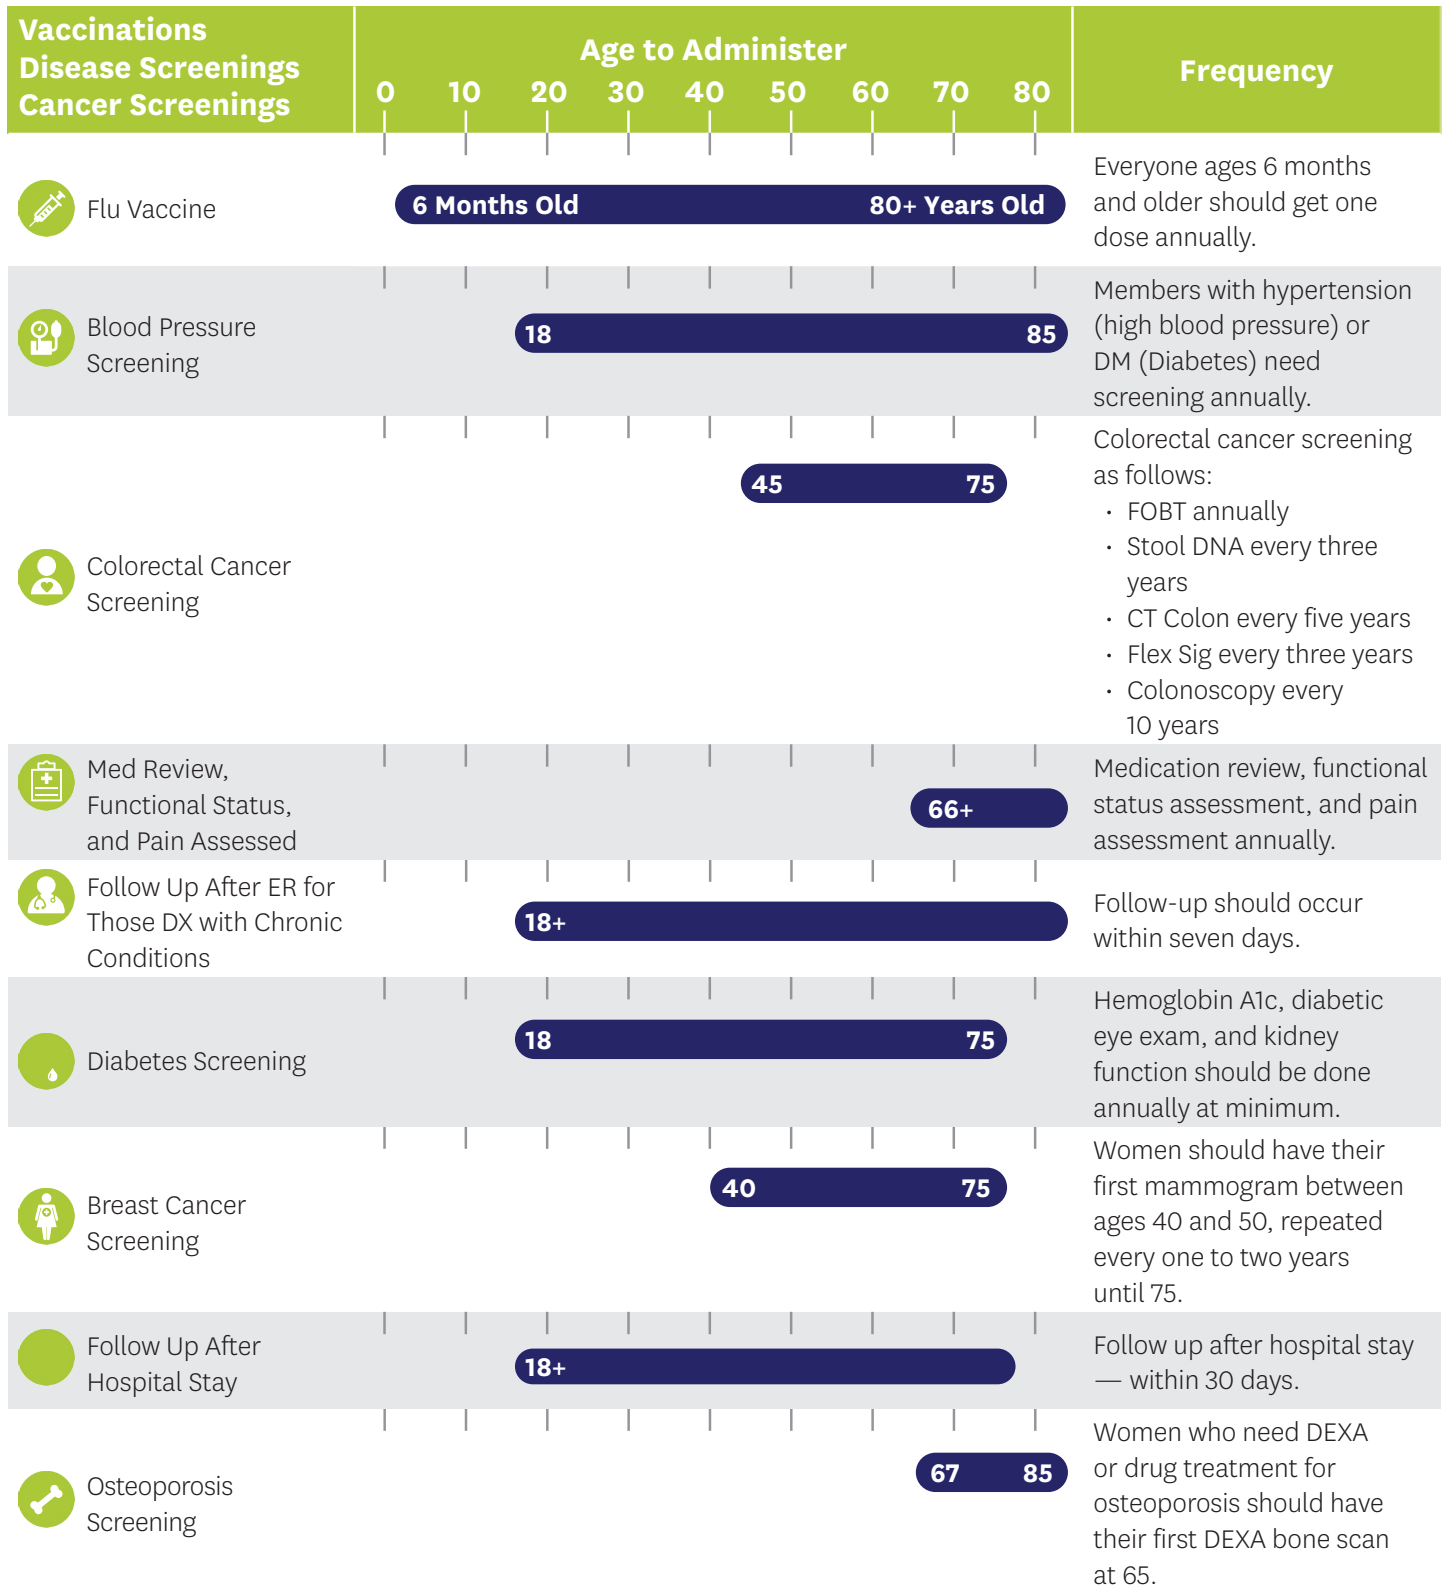 Vaccinations
Disease Screenings
Cancer Screenings
Age to Administer
0 10 20 30 40 50 60 70 80
Frequency
Flu Vaccine
6 Months Old 80+ Years Old
Everyone ages 6 months
and older should get one
dose annually.
Blood Pressure
Screening
18 85
Members with hypertension
(high blood pressure) or
DM (Diabetes) need
screening annually.
Colorectal Cancer
Screening
45 75
Colorectal cancer screening
as follows:
· FOBT annually
· Stool DNA every three
years
· CT Colon every five years
· Flex Sig every three years
· Colonoscopy every
10 years
Med Review,
Functional Status,
and Pain Assessed
66+
Medication review, functional
status assessment, and pain
assessment annually.
Follow Up After ER for
Those DX with Chronic
Conditions
18+
Follow-up should occur
within seven days.
Diabetes Screening
18 75
Hemoglobin A1c, diabetic
eye exam, and kidney
function should be done
annually at minimum.
Breast Cancer
Screening
40 75
Women should have their
first mammogram between
ages 40 and 50, repeated
every one to two years
until 75.
Follow Up After
Hospital Stay
18+
Follow up after hospital stay
— within 30 days.
Osteoporosis
Screening
67 85
Women who need DEXA
or drug treatment for
osteoporosis should have
their first DEXA bone scan
at 65.